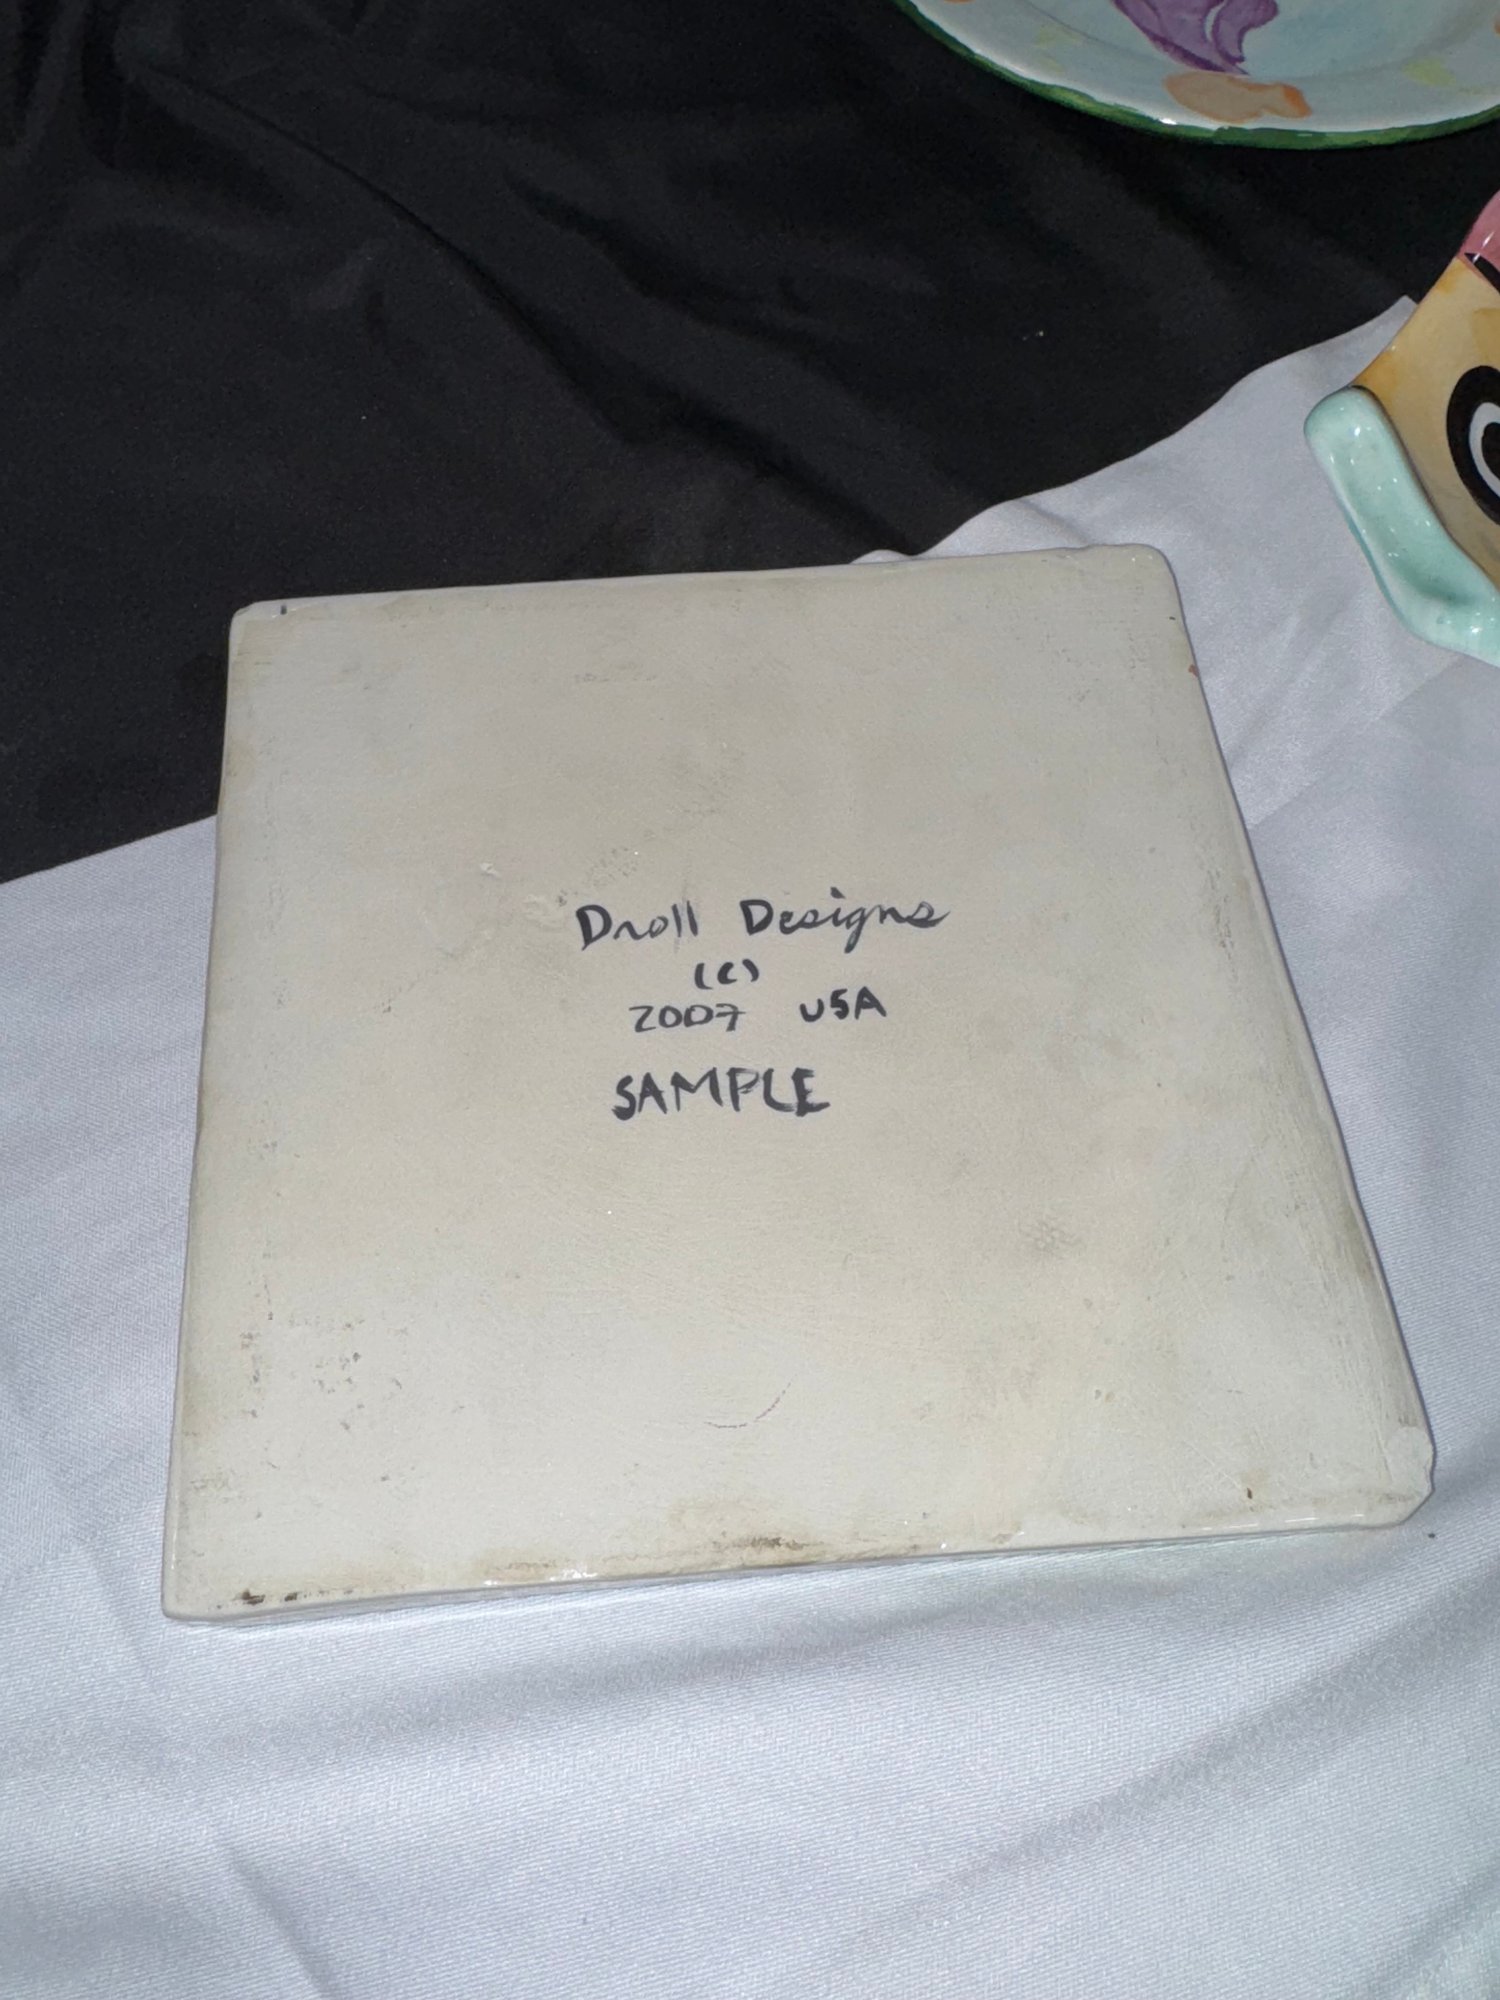 Droll Designs
(C)
2007 USA
SAMPLE